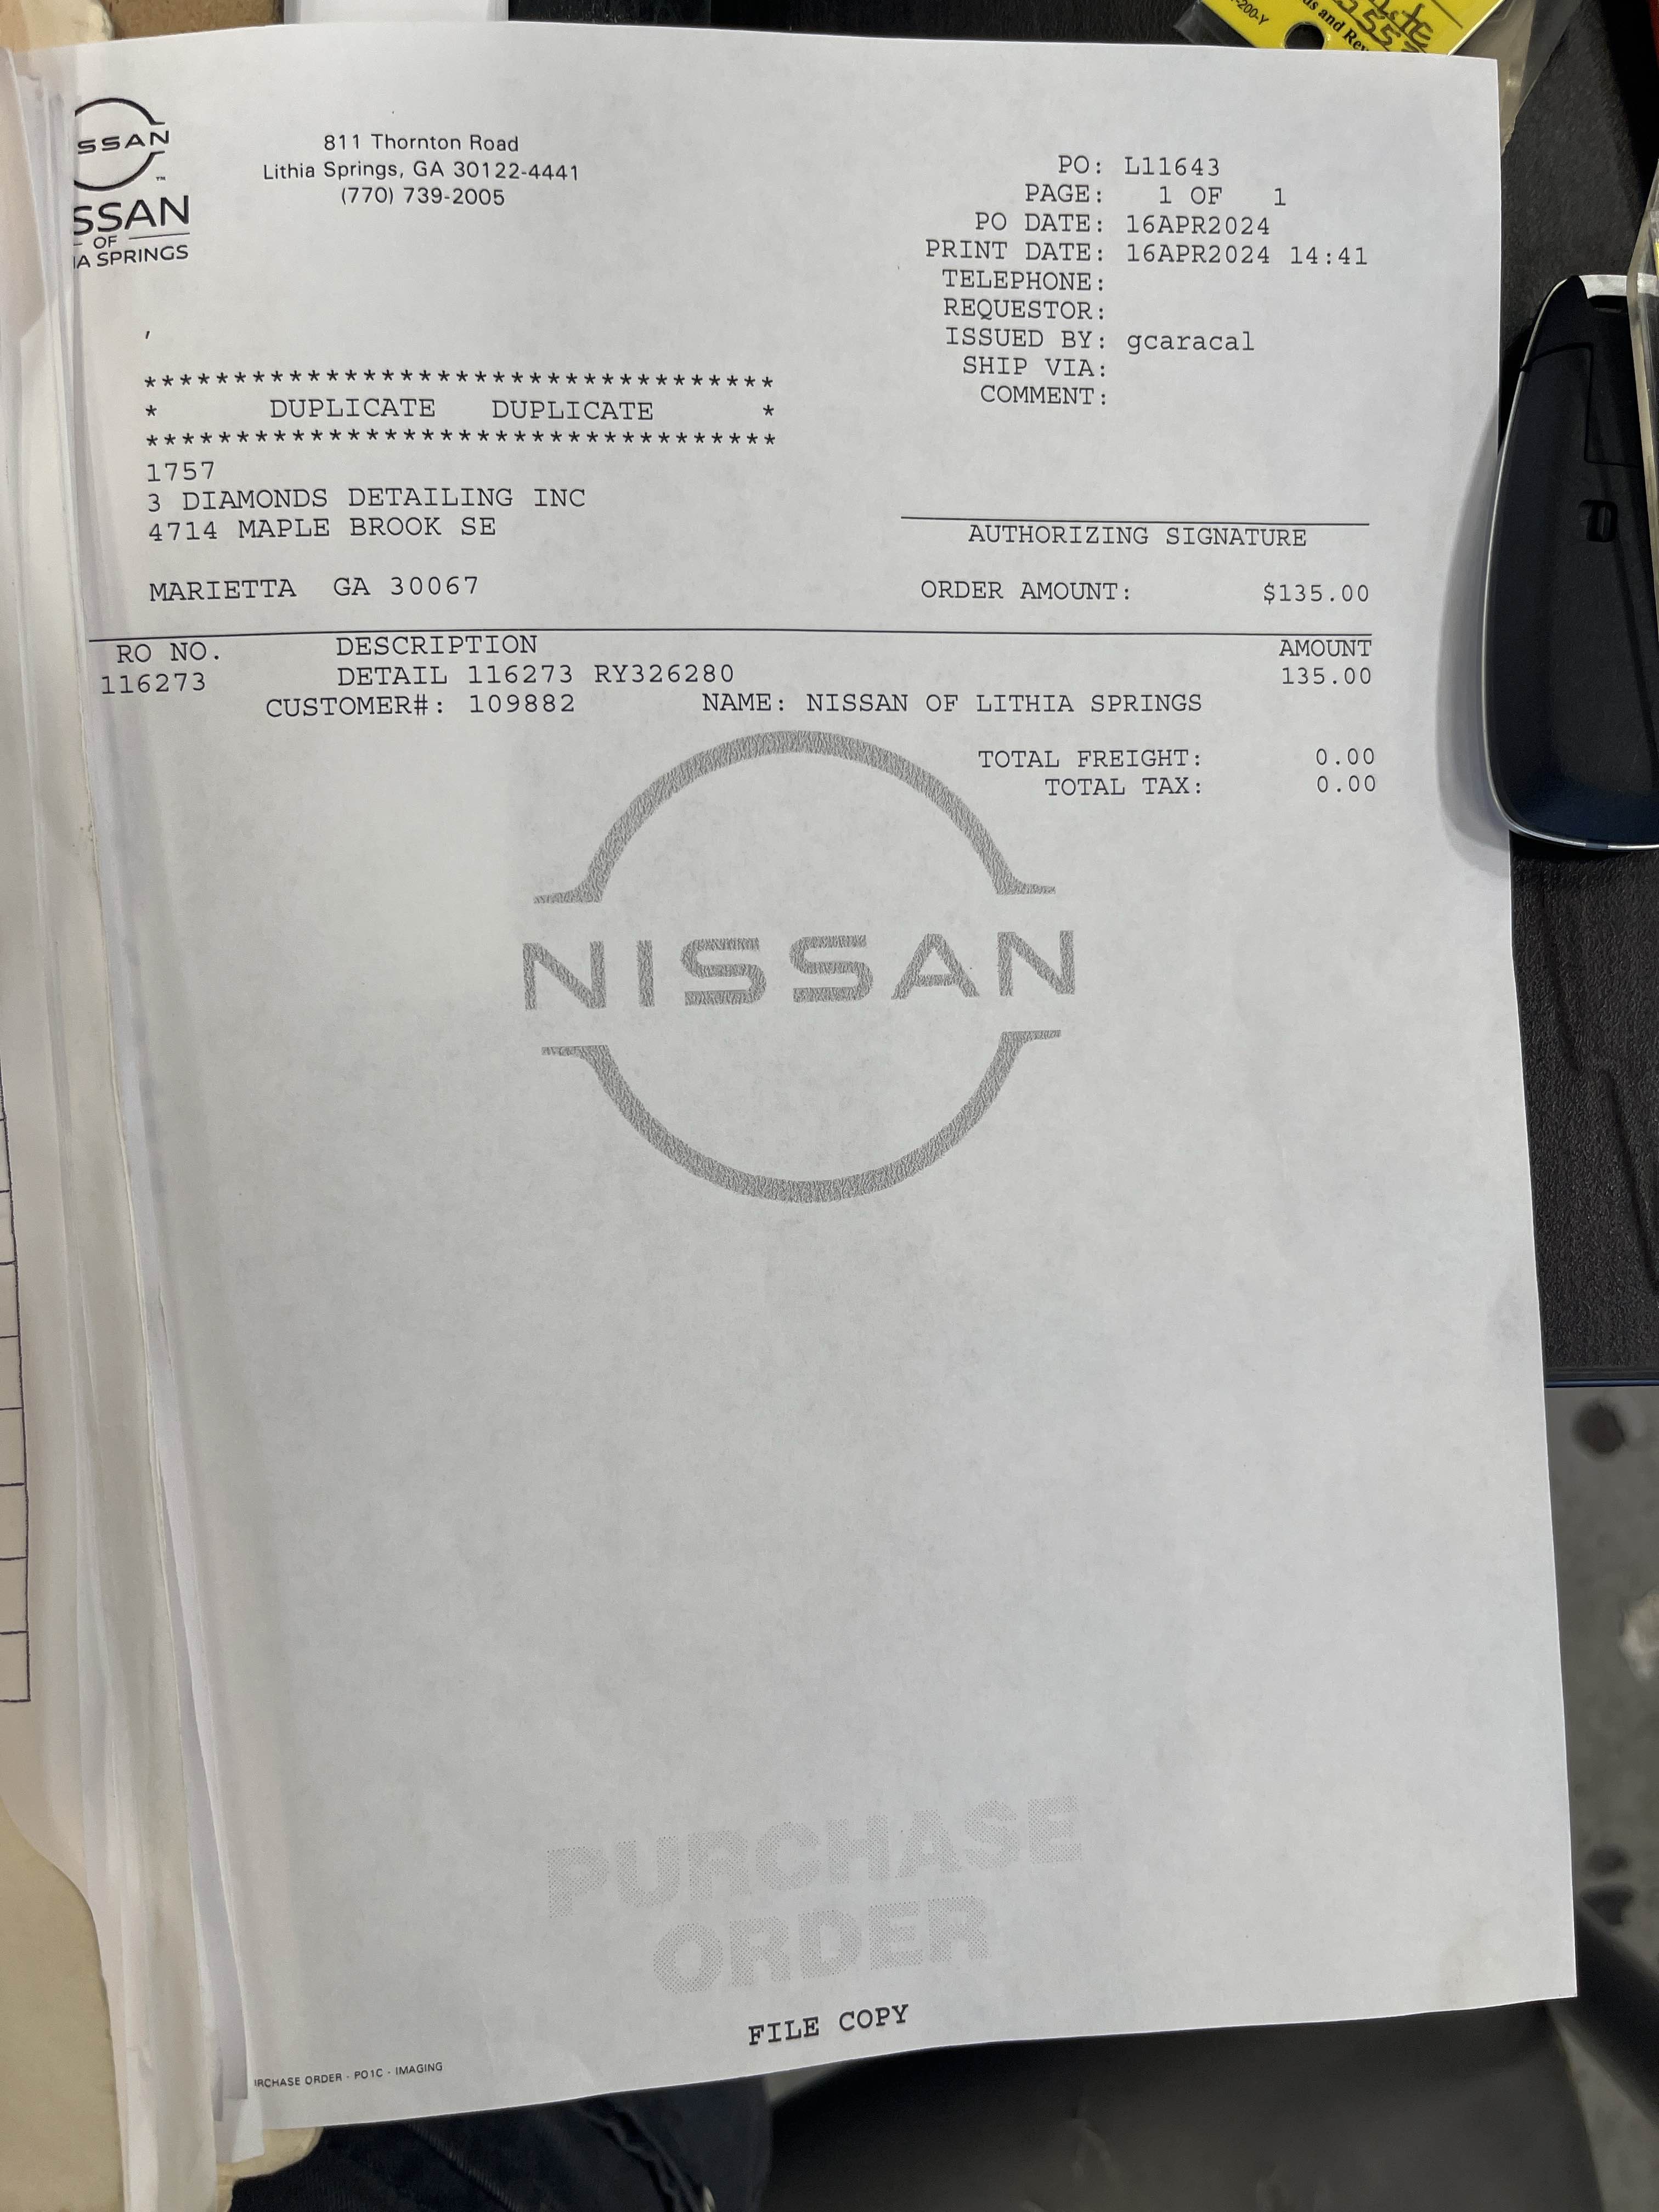 SSAN
SSAN
OF
IA SPRINGS
811 Thornton Road
Lithia Springs, GA 30122-4441
(770) 739-2005
PO: L11643
PAGE: 1 OF 1
PO DATE: 16APR2024
PRINT DATE: 16APR2024 14:41
TELEPHONE:
REQUESTOR:
ISSUED BY: gcaracal
SHIP VIA:
COMMENT:
,
***********************************
* DUPLICATE DUPLICATE *
***********************************
1757
3 DIAMONDS DETAILING INC
4714 MAPLE BROOK SE
MARIETTA GA 30067
AUTHORIZING SIGNATURE
ORDER AMOUNT: $135.00
RO NO. DESCRIPTION AMOUNT
116273 DETAIL 116273 RY326280 135.00
CUSTOMER#: 109882 NAME: NISSAN OF LITHIA SPRINGS
TOTAL FREIGHT: 0.00
TOTAL TAX: 0.00
NISSAN
PURCHASE
ORDER
FILE COPY
IRCHASE ORDER - PO1C - IMAGING
-200-Y